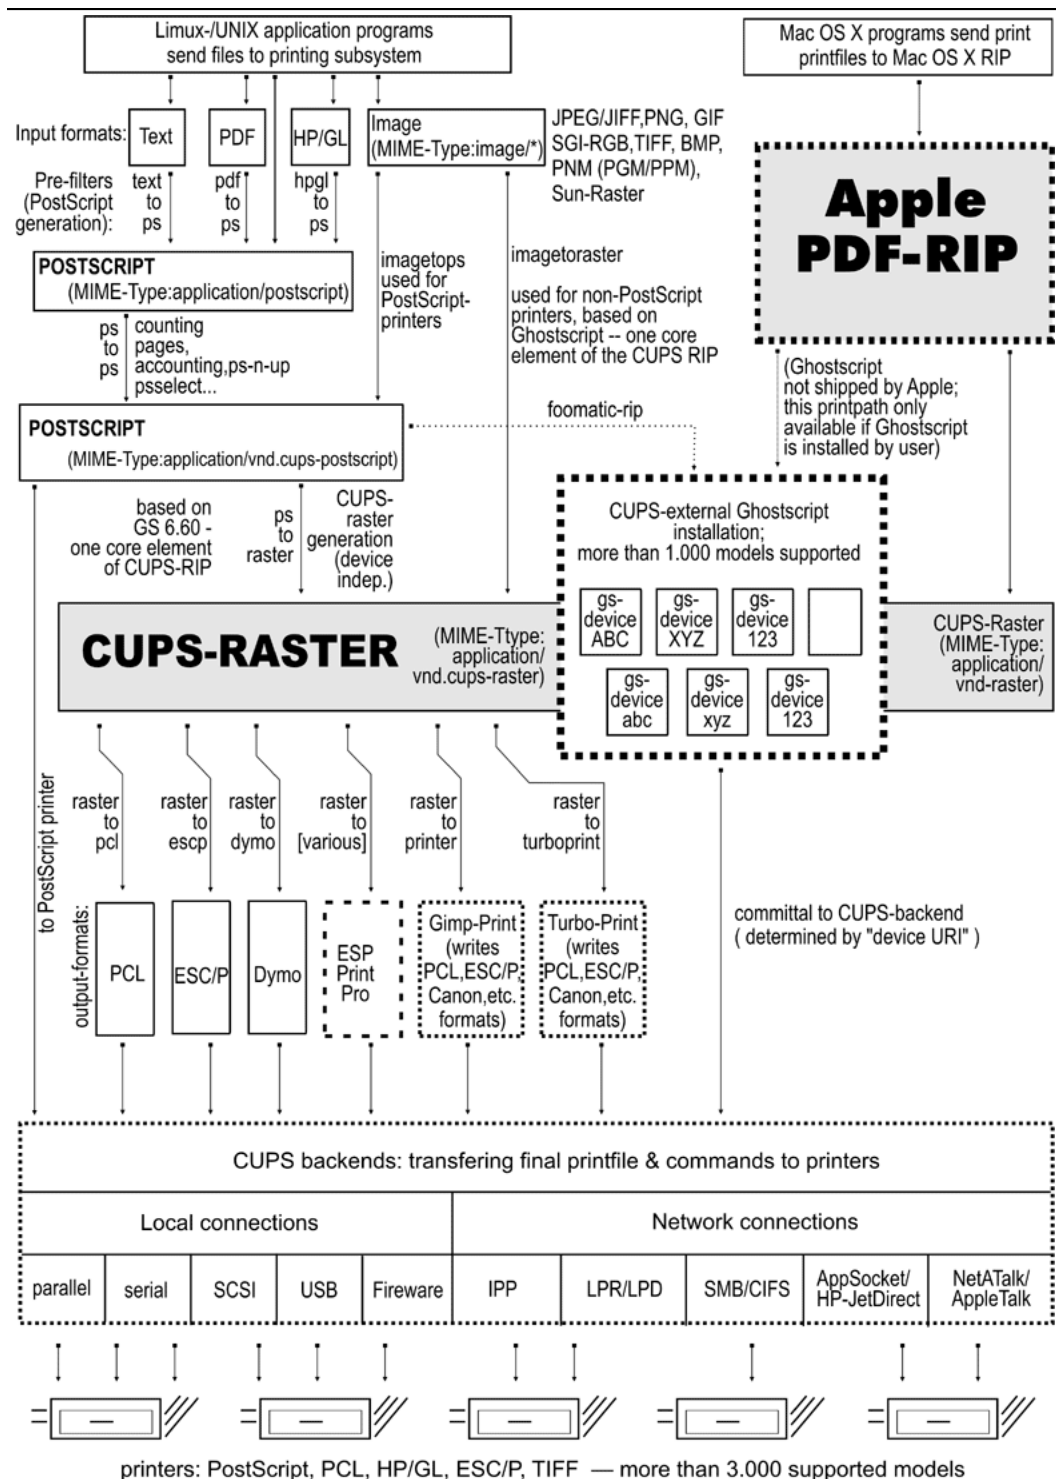 Limux-/UNIX application programs
send files to printing subsystem
Mac OS X programs send print
printfiles to Mac OS X RIP
Input formats:
Text
PDF
HP/GL
Image
(MIME-Type:image/*)
JPEG/JIFF,PNG, GIF
SGI-RGB,TIFF, BMP,
PNM (PGM/PPM),
Sun-Raster
Pre-filters
(PostScript
generation):
text
to
ps
pdf
to
ps
hpgl
to
ps
Apple
PDF-RIP
POSTSCRIPT
(MIME-Type:application/postscript)
imagetops
used for
PostScript-
printers
imagetoraster
used for non-PostScript
printers, based on
Ghostscript -- one core
element of the CUPS RIP
ps
to
ps
counting
pages,
accounting,ps-n-up
psselect...
(Ghostscript
not shipped by Apple;
this printpath only
available if Ghostscript
is installed by user)
foomatic-rip
POSTSCRIPT
(MIME-Type:application/vnd.cups-postscript)
based on
GS 6.60 -
one core element
of CUPS-RIP
ps
to
raster
CUPS-
raster
generation
(device
indep.)
CUPS-external Ghostscript
installation;
more than 1.000 models supported
gs-
device
ABC
gs-
device
XYZ
gs-
device
123
gs-
device
abc
gs-
device
xyz
gs-
device
123
CUPS-RASTER
(MIME-Ttype:
application/
vnd.cups-raster)
CUPS-Raster
(MIME-Type:
application/
vnd-raster)
to PostScript printer
raster
to
pcl
raster
to
escp
raster
to
dymo
raster
to
[various]
raster
to
printer
raster
to
turboprint
output-formats:
PCL
ESC/P
Dymo
ESP
Print
Pro
Gimp-Print
(writes
PCL,ESC/P,
Canon,etc.
formats)
Turbo-Print
(writes
PCL,ESC/P,
Canon,etc.
formats)
committal to CUPS-backend
( determined by "device URI" )
CUPS backends: transfering final printfile & commands to printers
Local connections
Network connections
parallel
serial
SCSI
USB
Fireware
IPP
LPR/LPD
SMB/CIFS
AppSocket/
HP-JetDirect
NetATalk/
AppleTalk
printers: PostScript, PCL, HP/GL, ESC/P, TIFF — more than 3.000 supported models